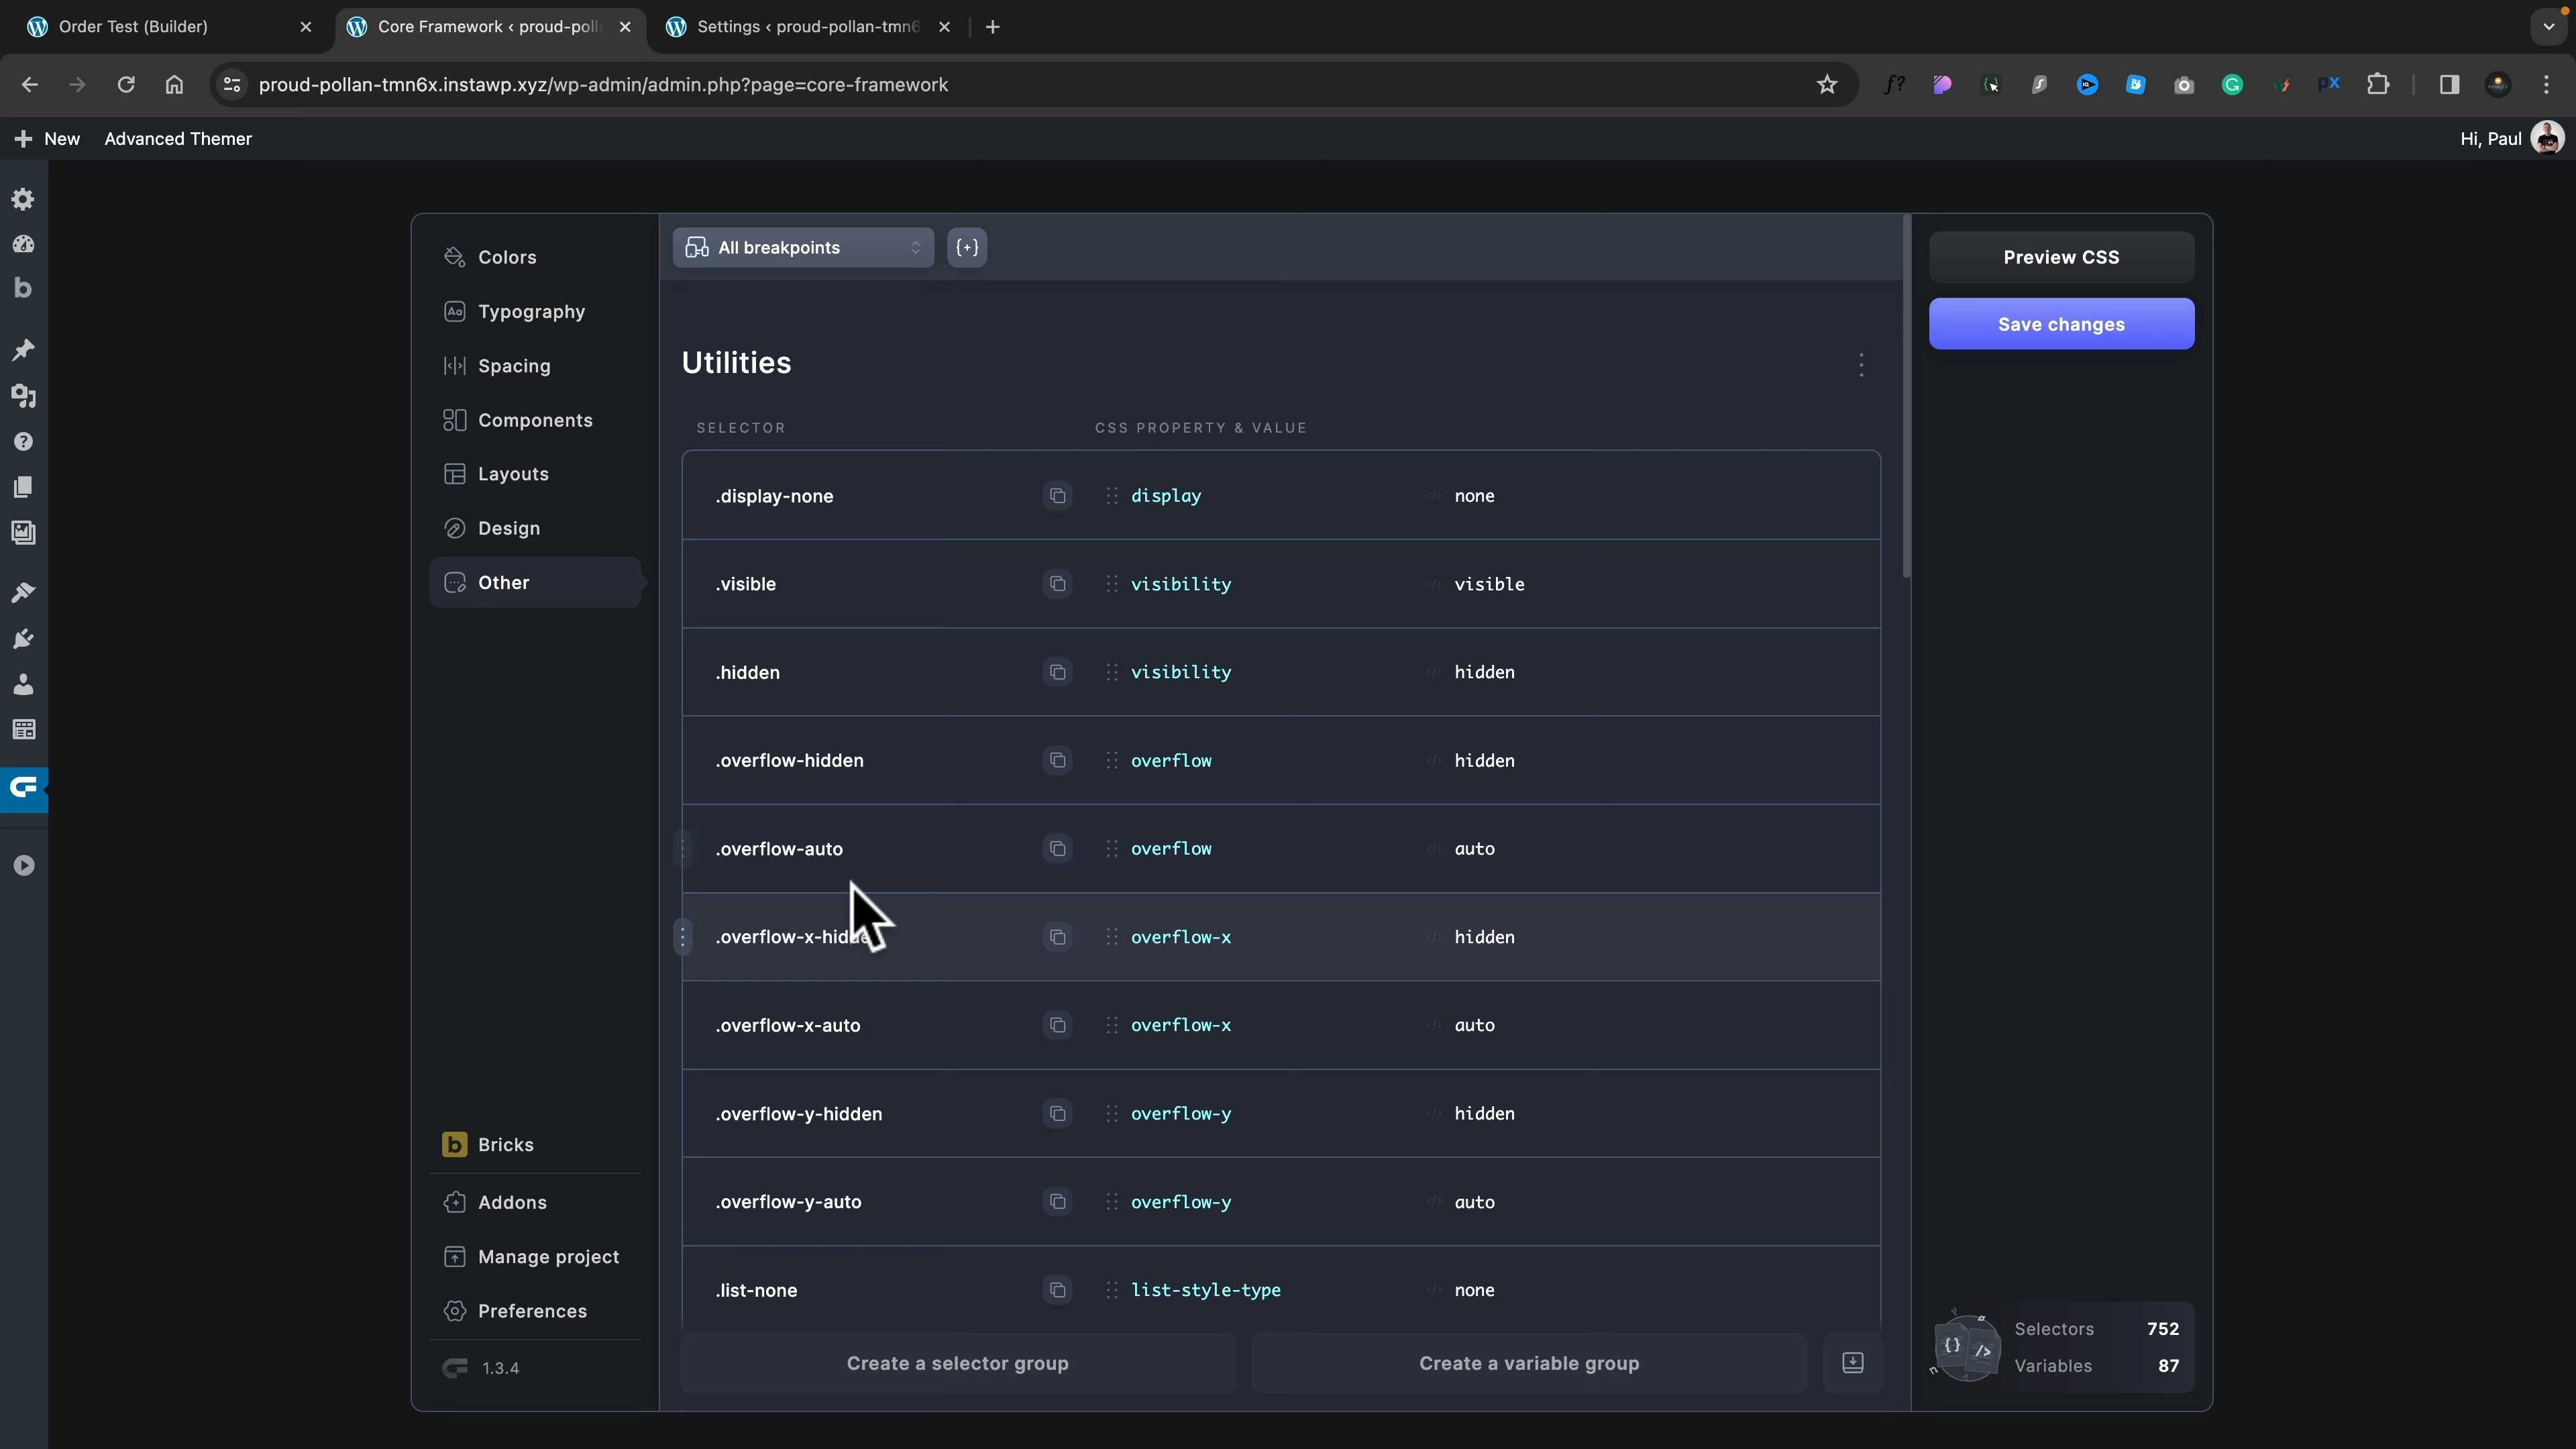 Order Test (Builder)
Core Framework ‹ proud-poll
Settings ‹ proud-pollan-tmn6
proud-pollan-tmn6x.instawp.xyz/wp-admin/admin.php?page=core-framework
New
Advanced Themer
Hi, Paul
Colors
Typography
Spacing
Components
Layouts
Design
Other
Bricks
Addons
Manage project
Preferences
1.3.4
All breakpoints
{+}
Utilities
SELECTOR
CSS PROPERTY & VALUE
.display-none display none
.visible visibility visible
.hidden visibility hidden
.overflow-hidden overflow hidden
.overflow-auto overflow auto
.overflow-x-hidde overflow-x hidden
.overflow-x-auto overflow-x auto
.overflow-y-hidden overflow-y hidden
.overflow-y-auto overflow-y auto
.list-none list-style-type none
Create a selector group
Create a variable group
Preview CSS
Save changes
Selectors 752
Variables 87